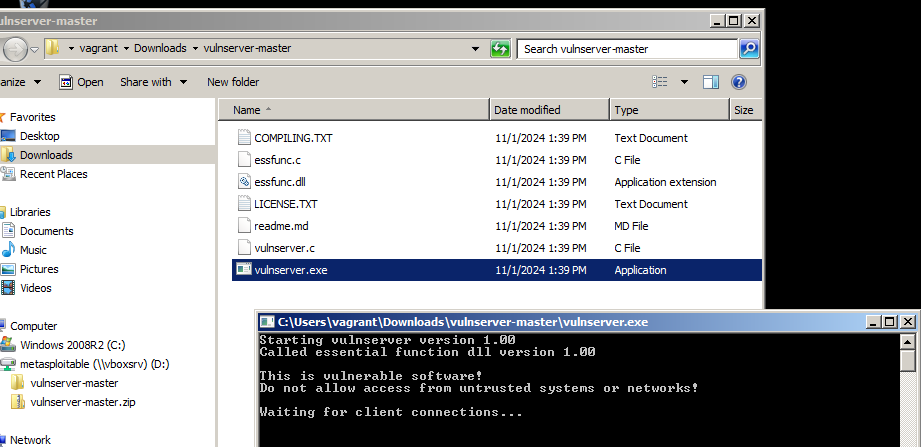 vulnserver-master
vagrant Downloads vulnserver-master Search vulnserver-master
anize Open Share with New folder
Name Date modified Type Size
Favorites
Desktop
Downloads
Recent Places
Libraries
Documents
Music
Pictures
Videos
Computer
Windows 2008R2 (C:)
metasploitable (\\vboxsrv) (D:)
vulnserver-master
vulnserver-master.zip
Network
COMPILING.TXT 11/1/2024 1:39 PM Text Document
essfunc.c 11/1/2024 1:39 PM C File
essfunc.dll 11/1/2024 1:39 PM Application extension
LICENSE.TXT 11/1/2024 1:39 PM Text Document
readme.md 11/1/2024 1:39 PM MD File
vulnserver.c 11/1/2024 1:39 PM C File
vulnserver.exe 11/1/2024 1:39 PM Application
C:\Users\vagrant\Downloads\vulnserver-master\vulnserver.exe
Starting vulnserver version 1.00
Called essential function dll version 1.00
This is vulnerable software!
Do not allow access from untrusted systems or networks!
Waiting for client connections...